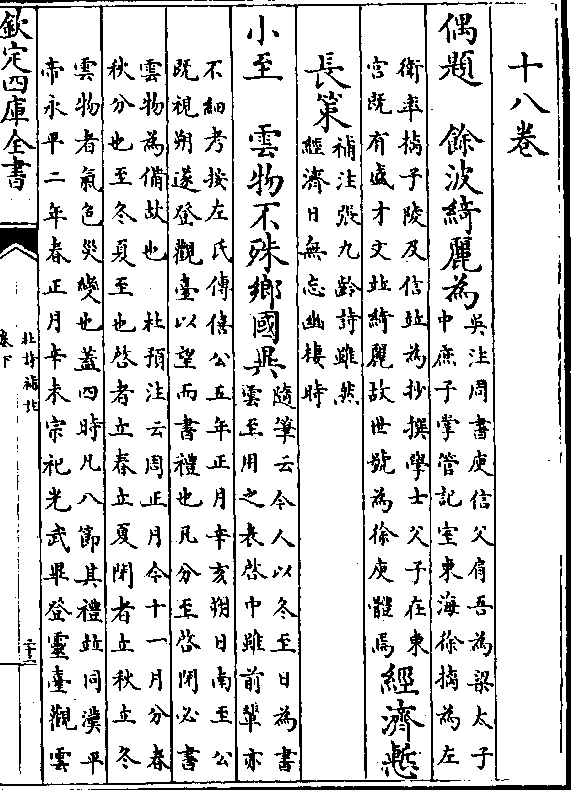 十八卷
偶題　餘波綺麗為
吳注周書庾信父肩吾為梁太子
中庶子掌管記室東海徐摛為左
衛率摛子陵及信竝為抄撰學士父子在東
宫既有盛才文竝綺麗故世號為徐庾體焉
經濟慙
長策
補注張九齡詩雖然
經濟日無忘幽棲時
小至　雲物不殊鄉國異
隨筆云今人以冬至日為書
雲至用之表啓中雖前輩亦
不細考按左氏傳僖公五年正月辛亥朔日南至公
既視朔遂登觀臺以望而書禮也凡分至啓閉必書
雲物為備故也　杜預注云周正月今十一月分春
秋分也至冬夏至也啓者立春立夏閉者立秋立冬
雲物者氣色災變也蓋四時凡八節其禮竝同漢平
帝永平二年春正月辛未宗祀光武畢登靈臺觀雲
欽定四庫全書
杜詩補註
卷下